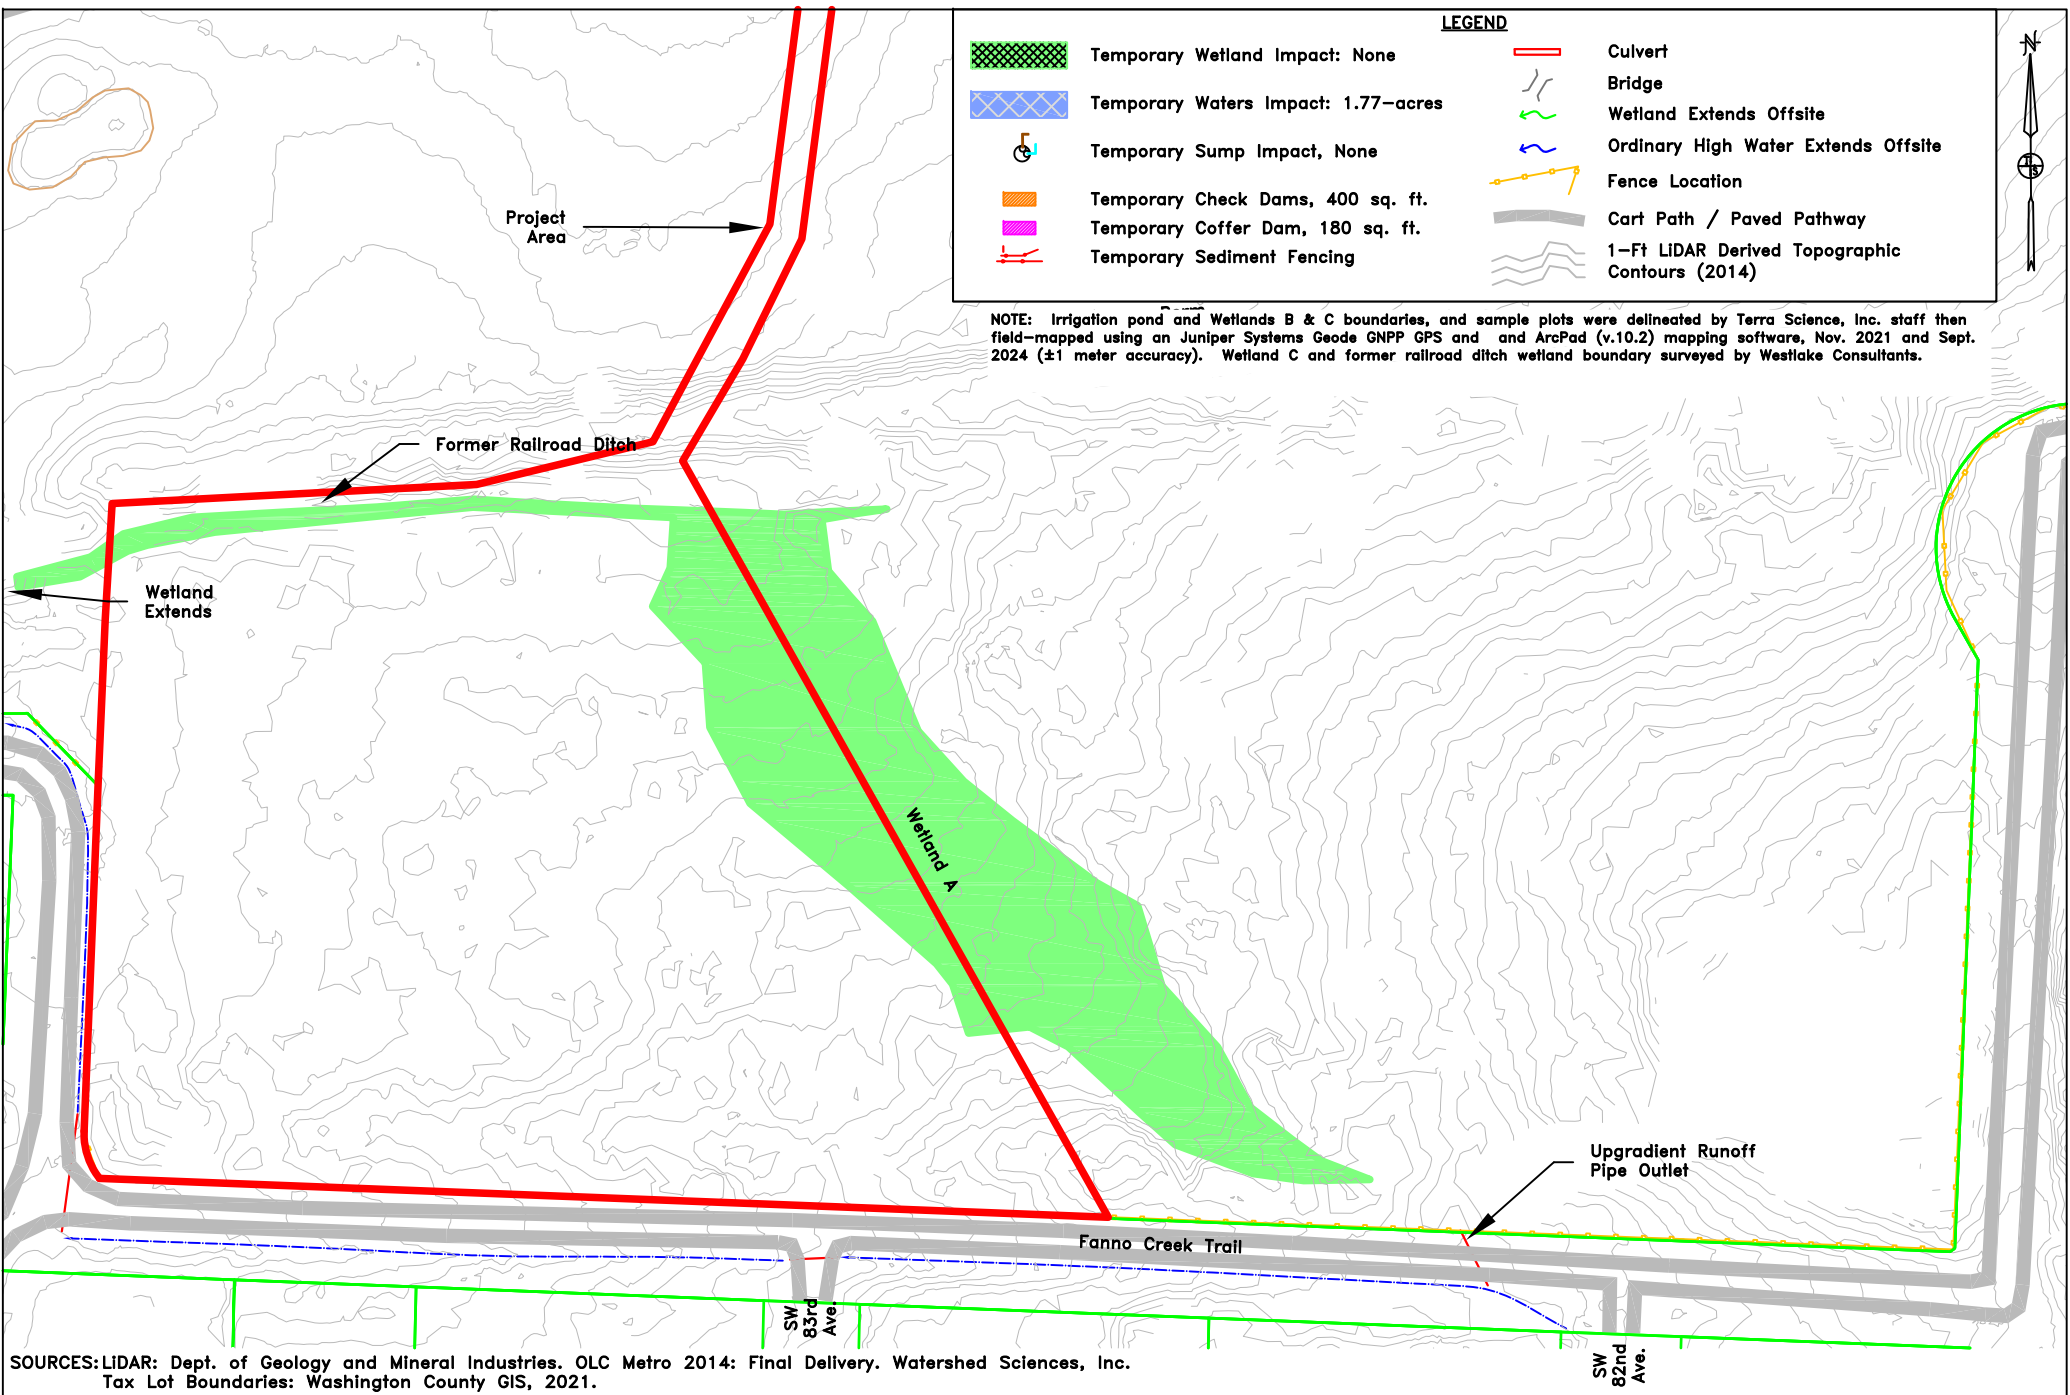 LEGEND
Temporary Wetland Impact: None
Temporary Waters Impact: 1.77-acres
Temporary Sump Impact, None
Temporary Check Dams, 400 sq. ft.
Temporary Coffer Dam, 180 sq. ft.
Temporary Sediment Fencing
Culvert
Bridge
Wetland Extends Offsite
Ordinary High Water Extends Offsite
Fence Location
Cart Path / Paved Pathway
1-Ft LiDAR Derived Topographic
Contours (2014)
N
TS
NOTE: Irrigation pond and Wetlands B & C boundaries, and sample plots were delineated by Terra Science, Inc. staff then
field-mapped using an Juniper Systems Geode GNPP GPS and and ArcPad (v.10.2) mapping software, Nov. 2021 and Sept.
2024 (±1 meter accuracy). Wetland C and former railroad ditch wetland boundary surveyed by Westlake Consultants.
Project
Area
Former Railroad Ditch
Wetland
Extends
Wetland A
Upgradient Runoff
Pipe Outlet
Fanno Creek Trail
SW
83rd
Ave.
SW
82nd
Ave.
SOURCES: LiDAR: Dept. of Geology and Mineral Industries. OLC Metro 2014: Final Delivery. Watershed Sciences, Inc.
Tax Lot Boundaries: Washington County GIS, 2021.